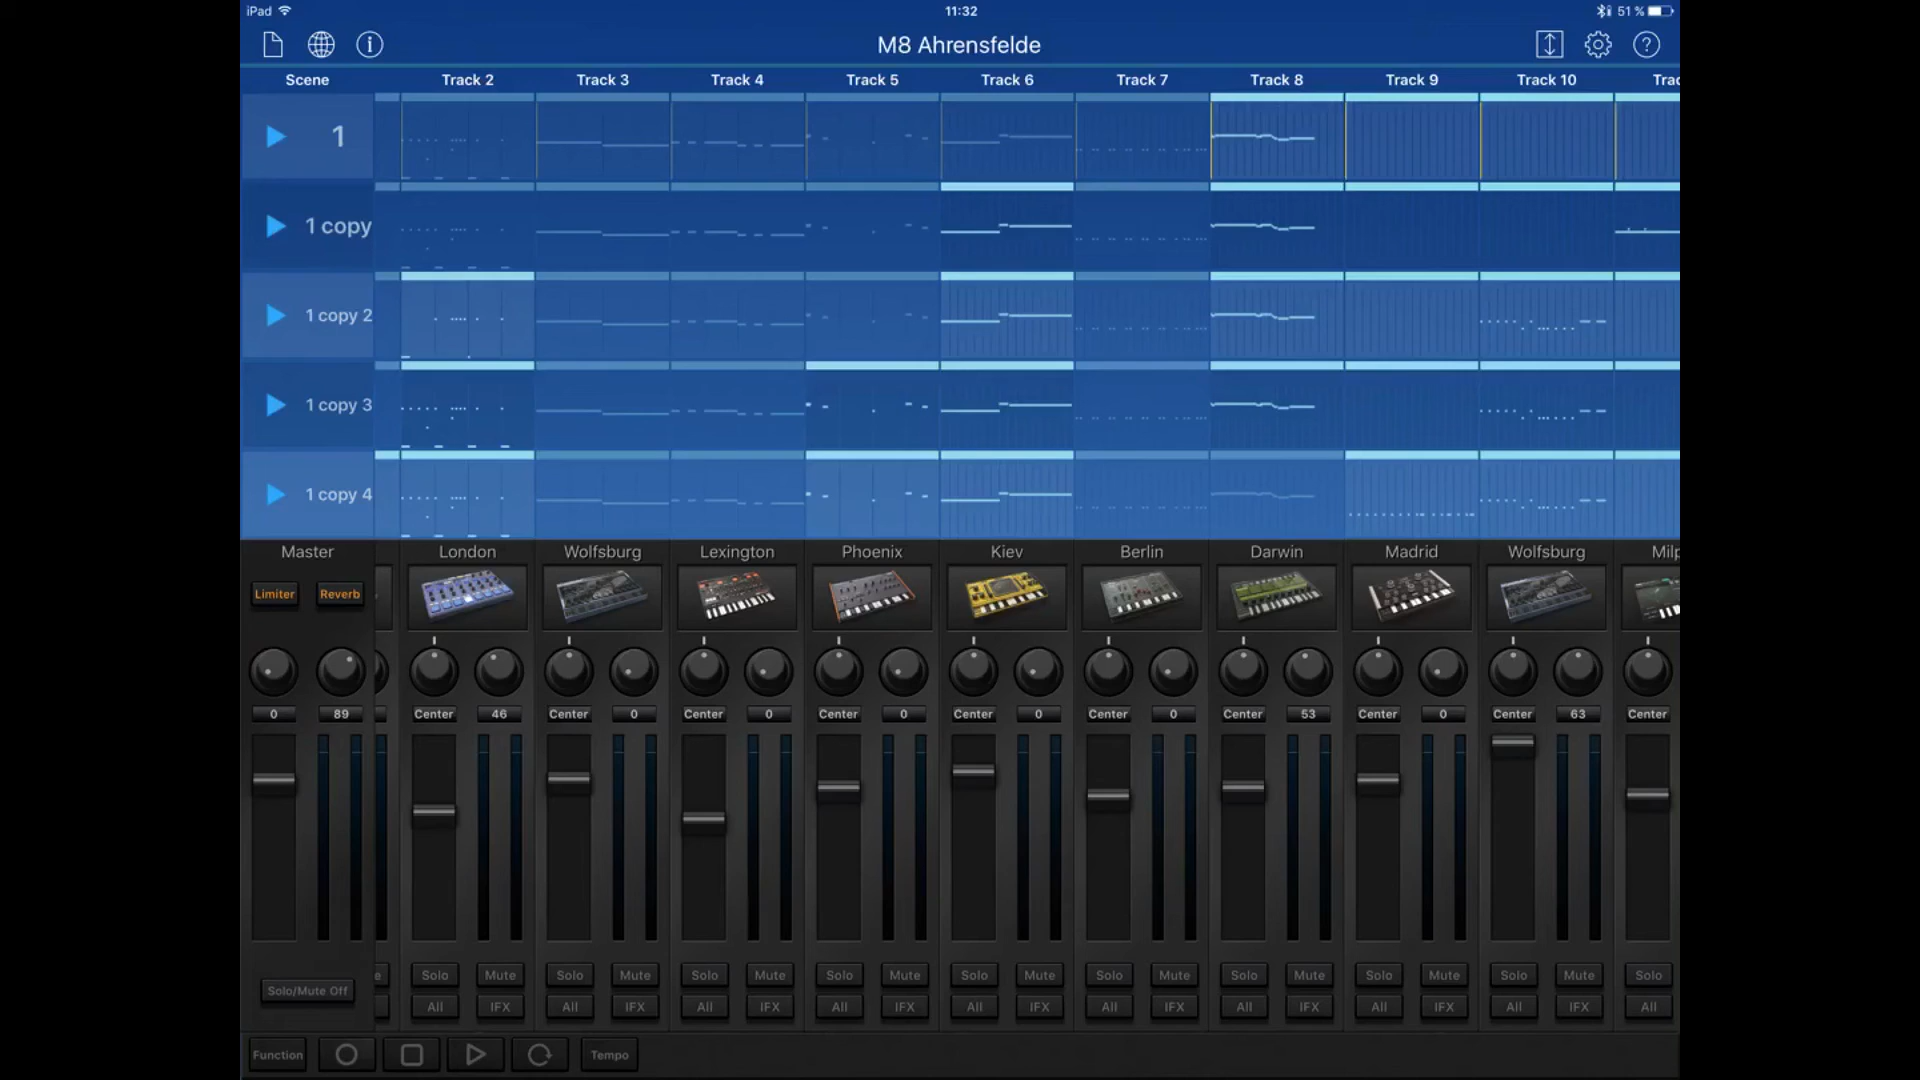 iPad 11:32 51 %
M8 Ahrensfelde
Scene Track 2 Track 3 Track 4 Track 5 Track 6 Track 7 Track 8 Track 9 Track 10
1
1 copy
1 copy 2
1 copy 3
1 copy 4
Master London Wolfsburg Lexington Phoenix Kiev Berlin Darwin Madrid Wolfsburg Milp
Limiter Reverb
0 89 Center 46 Center 0 Center 0 Center 0 Center 0 Center 0 Center 53 Center 0 Center 63 Center
Solo Mute Solo Mute Solo Mute Solo Mute Solo Mute Solo Mute Solo Mute Solo Mute Solo Mute Solo
Solo/Mute Off
All IFX All IFX All IFX All IFX All IFX All IFX All IFX All IFX All IFX All
Function Tempo